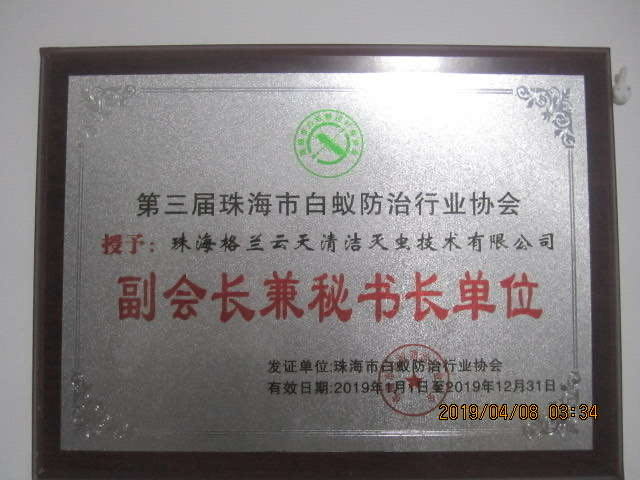 第三届珠海市白蚁防治行业协会
授予：珠海格兰云天清洁灭虫技术有限公司
副会长兼秘书长单位
发证单位:珠海市白蚁防治行业协会
有效日期:2019年1月1日至2019年12月31日
2019/04/08 03:34